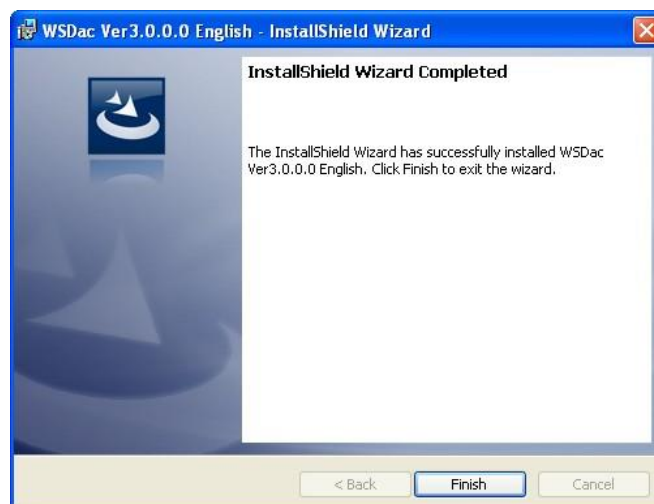 WSDac Ver3.0.0.0 English - InstallShield Wizard
InstallShield Wizard Completed
The InstallShield Wizard has successfully installed WSDac
Ver3.0.0.0 English. Click Finish to exit the wizard.
< Back
Finish
Cancel